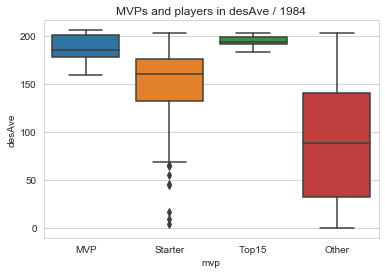 MVPs and players in desAve / 1984
200
150
100
50
0
desAve
MVP Starter Top15 Other
mvp